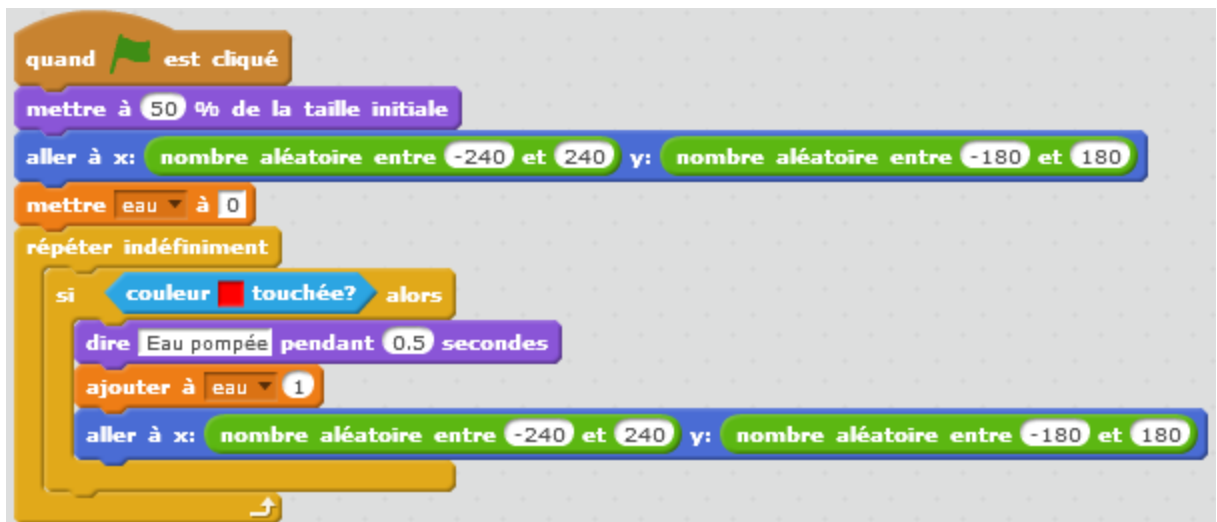 quand est cliqué
mettre à 50 % de la taille initiale
aller à x: nombre aléatoire entre -240 et 240 y: nombre aléatoire entre -180 et 180
mettre eau à 0
répéter indéfiniment
si couleur touchée? alors
dire Eau pompée pendant 0.5 secondes
ajouter à eau 1
aller à x: nombre aléatoire entre -240 et 240 y: nombre aléatoire entre -180 et 180